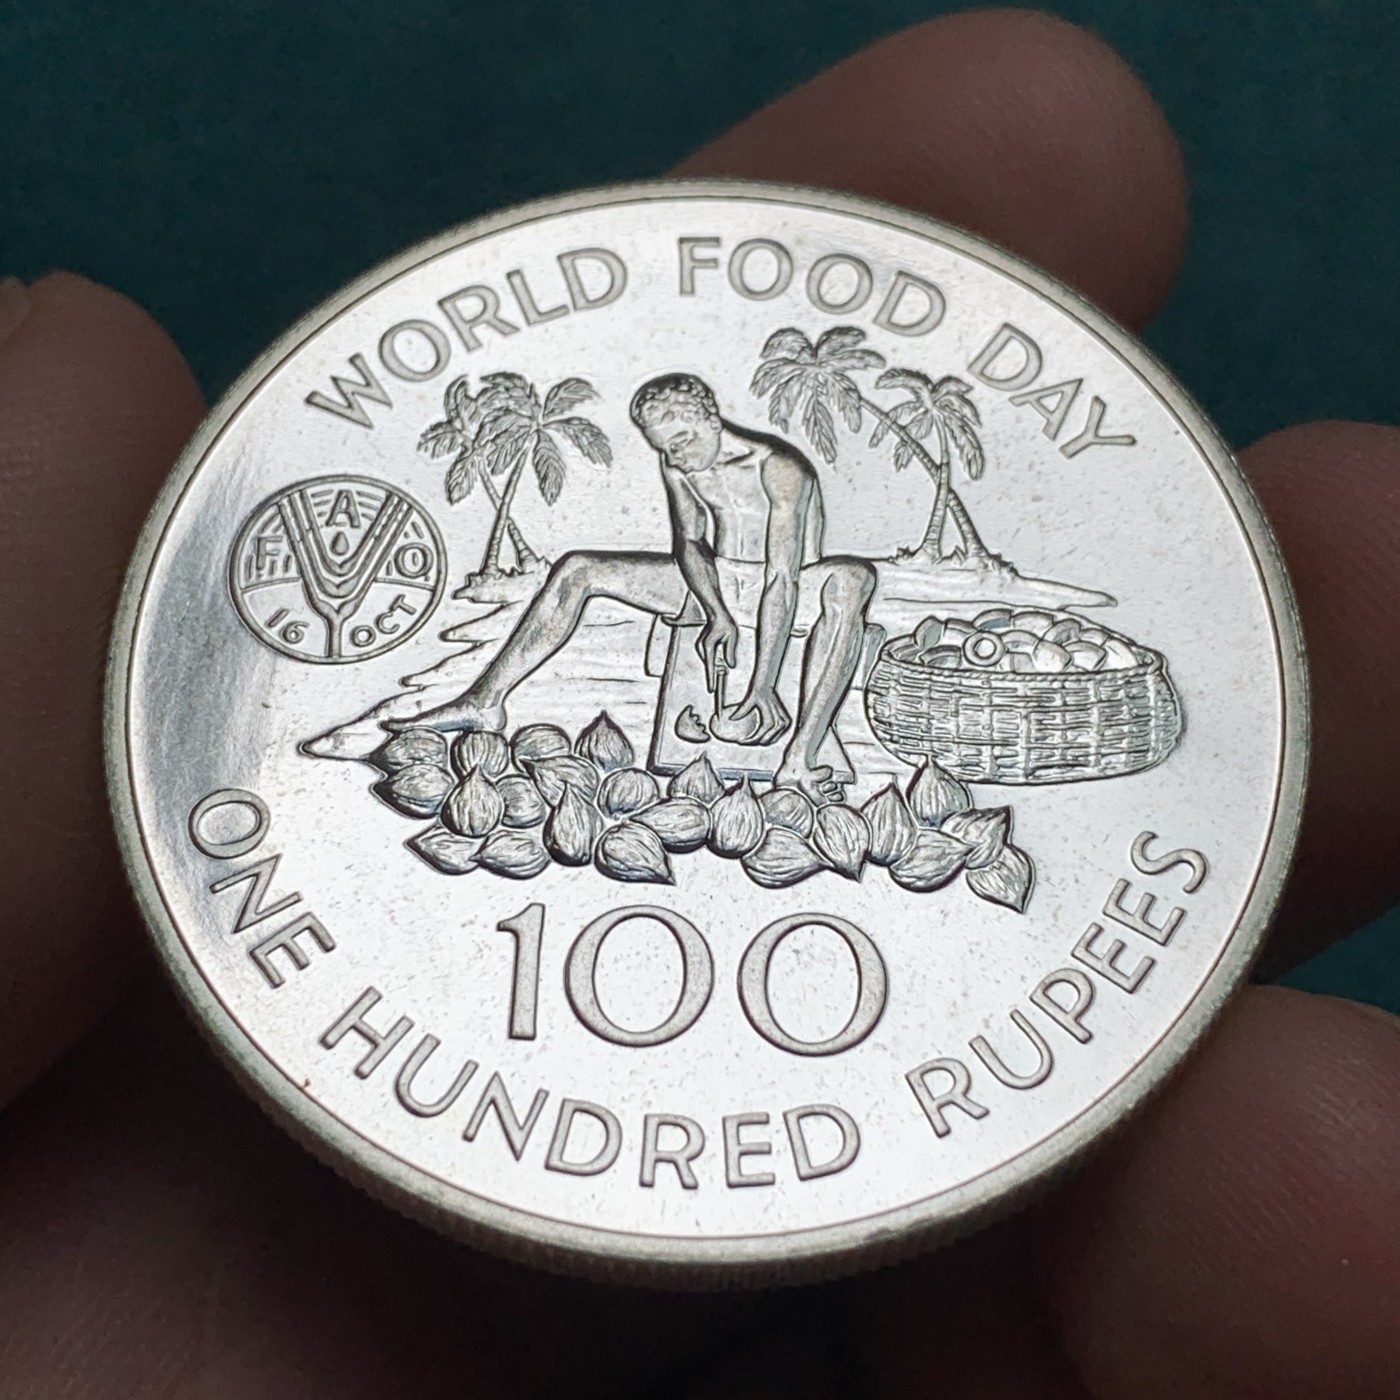 WORLD FOOD DAY
F A O
16 OCT
100
ONE HUNDRED RUPEES